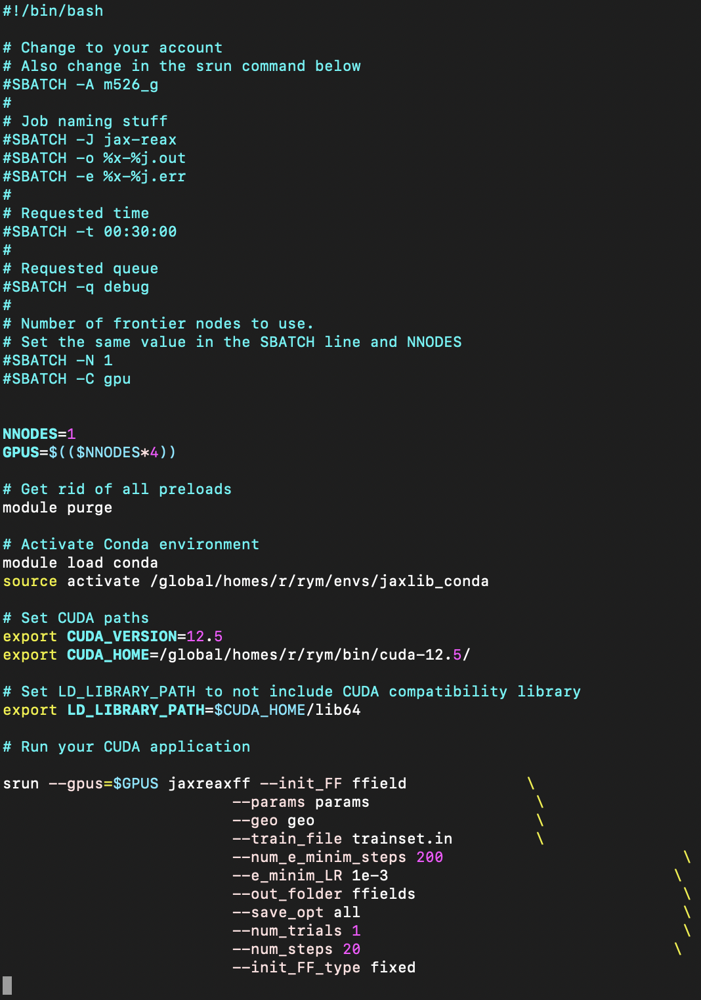 #!/bin/bash
# Change to your account
# Also change in the srun command below
#SBATCH -A m526_g
#
# Job naming stuff
#SBATCH -J jax-reax
#SBATCH -o %x-%j.out
#SBATCH -e %x-%j.err
#
# Requested time
#SBATCH -t 00:30:00
#
# Requested queue
#SBATCH -q debug
#
# Number of frontier nodes to use.
# Set the same value in the SBATCH line and NNODES
#SBATCH -N 1
#SBATCH -C gpu
NNODES=1
GPUS=$(($NNODES*4))
# Get rid of all preloads
module purge
# Activate Conda environment
module load conda
source activate /global/homes/r/rym/envs/jaxlib_conda
# Set CUDA paths
export CUDA_VERSION=12.5
export CUDA_HOME=/global/homes/r/rym/bin/cuda-12.5/
# Set LD_LIBRARY_PATH to not include CUDA compatibility library
export LD_LIBRARY_PATH=$CUDA_HOME/lib64
# Run your CUDA application
srun --gpus=$GPUS jaxreaxff --init_FF ffield \
--params params \
--geo geo \
--train_file trainset.in \
--num_e_minim_steps 200 \
--e_minim_LR 1e-3 \
--out_folder ffields \
--save_opt all \
--num_trials 1 \
--num_steps 20 \
--init_FF_type fixed